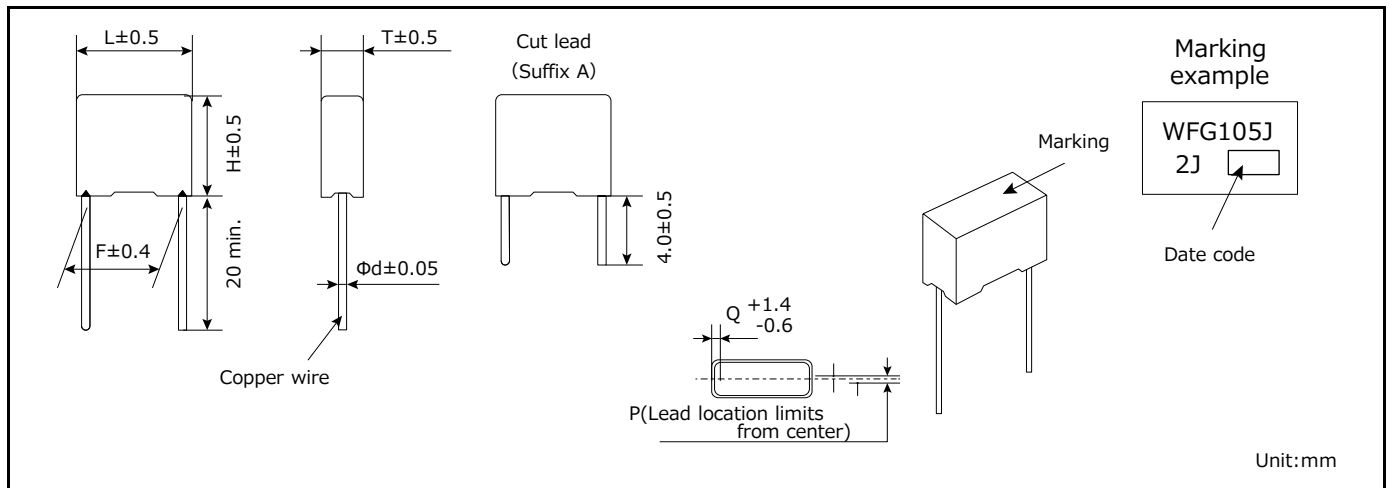 L±0.5
T±0.5
Cut lead
(Suffix A)
H±0.5
F±0.4
20 min.
Φd±0.05
Copper wire
4.0±0.5
Marking
example
WFG105J
2J
Marking
Date code
Q +1.4
-0.6
P(Lead location limits
from center)
Unit:mm